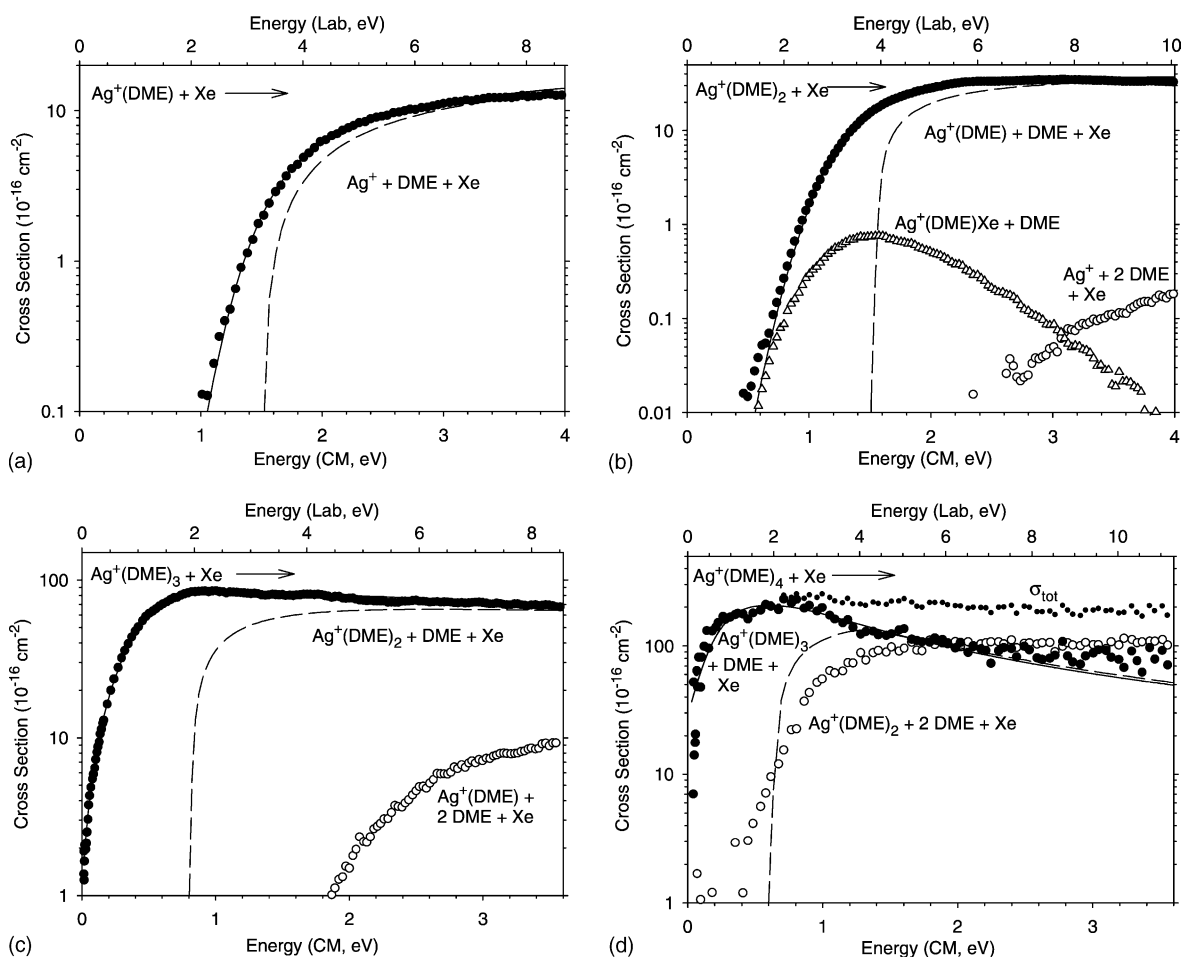 Energy (Lab, eV)
0 2 4 6 8
Ag⁺(DME) + Xe
10
1
0.1
Cross Section (10⁻¹⁶ cm⁻²)
Ag⁺ + DME + Xe
0 1 2 3 4
Energy (CM, eV)
(a)
Energy (Lab, eV)
0 2 4 6 8 10
Ag⁺(DME)₂ + Xe
10
1
0.1
0.01
Cross Section (10⁻¹⁶ cm⁻²)
Ag⁺(DME) + DME + Xe
Ag⁺(DME)Xe + DME
Ag⁺ + 2 DME
+ Xe
0 1 2 3 4
Energy (CM, eV)
(b)
Energy (Lab, eV)
0 2 4 6 8
Ag⁺(DME)₃ + Xe
100
10
1
Cross Section (10⁻¹⁶ cm⁻²)
Ag⁺(DME)₂ + DME + Xe
Ag⁺(DME) +
2 DME + Xe
0 1 2 3
Energy (CM, eV)
(c)
Energy (Lab, eV)
0 2 4 6 8 10
Ag⁺(DME)₄ + Xe
σtot
100
10
1
Cross Section (10⁻¹⁶ cm⁻²)
Ag⁺(DME)₃
+ DME +
Xe
Ag⁺(DME)₂ + 2 DME + Xe
0 1 2 3
Energy (CM, eV)
(d)